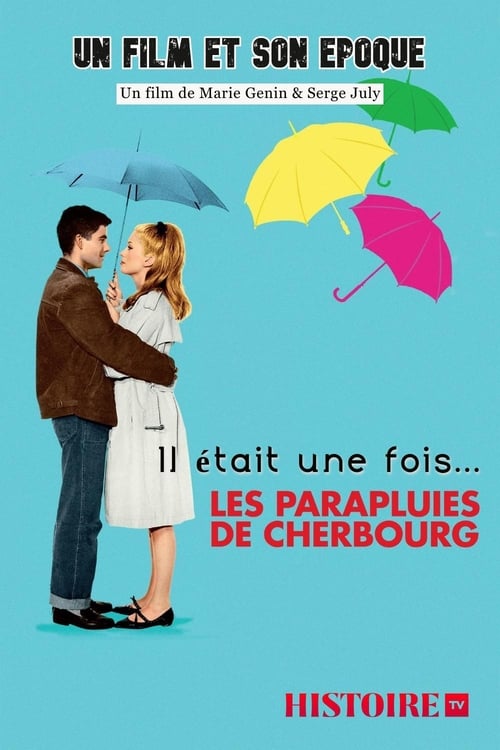 UN FILM ET SON EPOQUE
Un film de Marie Genin & Serge July
Il était une fois...
LES PARAPLUIES
DE CHERBOURG
HISTOIRE TV